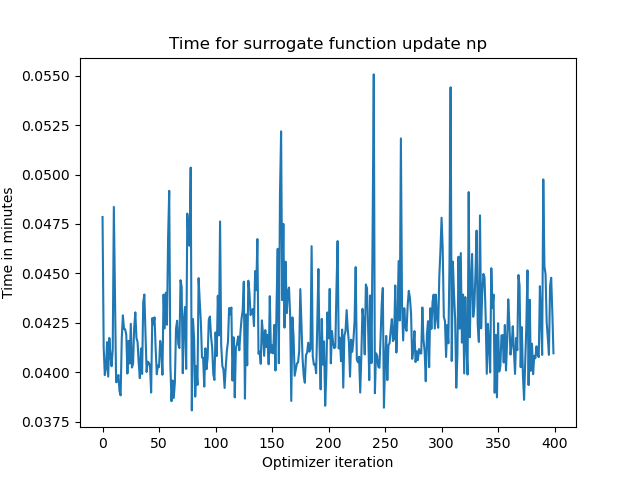 Time for surrogate function update np
Time in minutes
0.0550
0.0525
0.0500
0.0475
0.0450
0.0425
0.0400
0.0375
0 50 100 150 200 250 300 350 400
Optimizer iteration